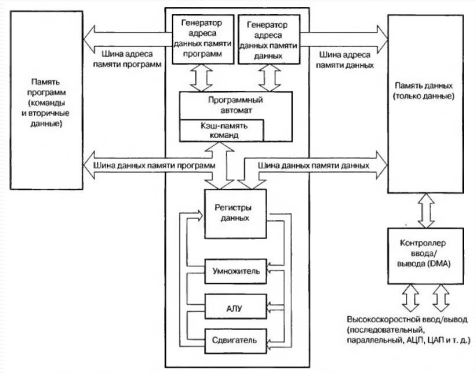 Генератор адреса
данных памяти
программ
Генератор адреса
данных памяти
данных
Шина адреса
памяти программ
Шина адреса
памяти данных
Память
программ
(команды
и вторичные
данные)
Программный
автомат
Кэш-память
команд
Память данных
(только данные)
Шина данных памяти программ
Шина данных памяти данных
Регистры
данных
Контроллер
ввода/
вывода (DMA)
Умножитель
АЛУ
Сдвигатель
Высокоскоростной ввод/вывод
(последовательный,
параллельный, АЦП, ЦАП и т. д.)